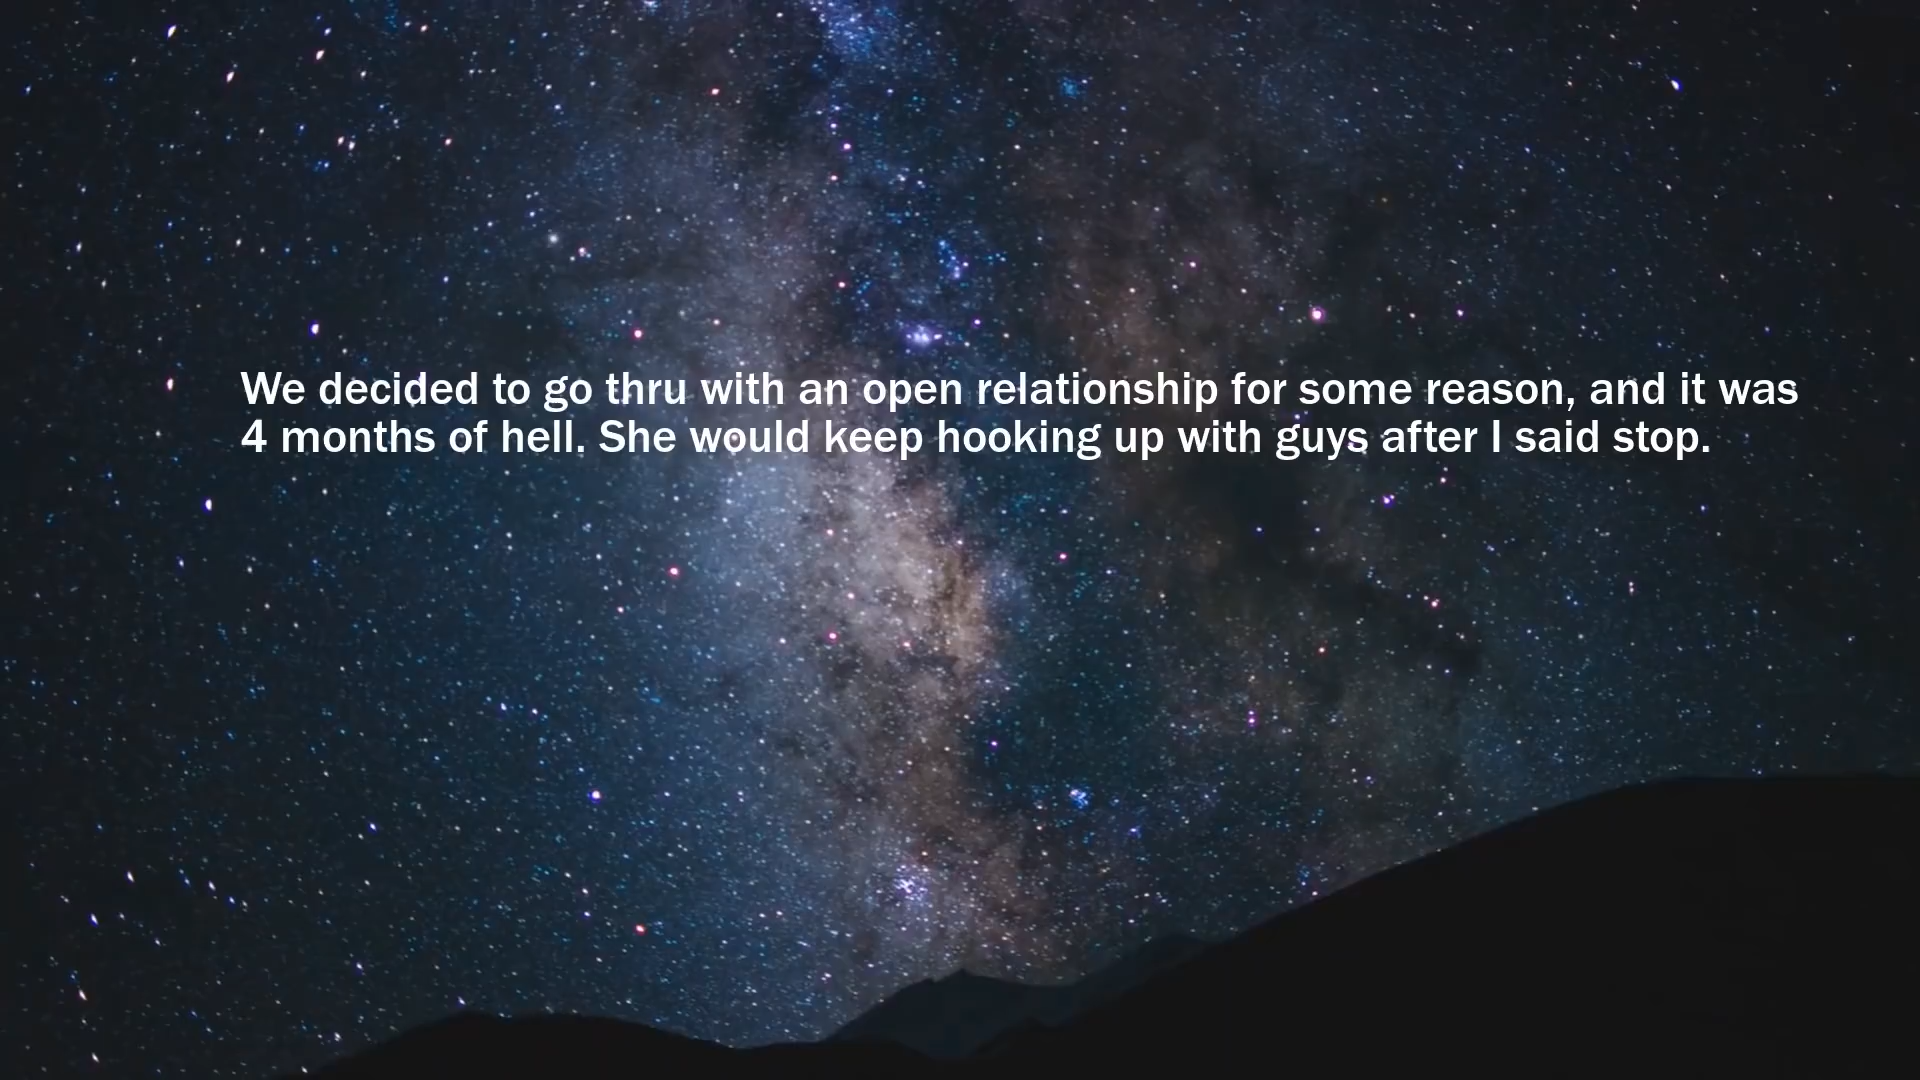 We decided to go thru with an open relationship for some reason, and it was
4 months of hell. She would keep hooking up with guys after I said stop.